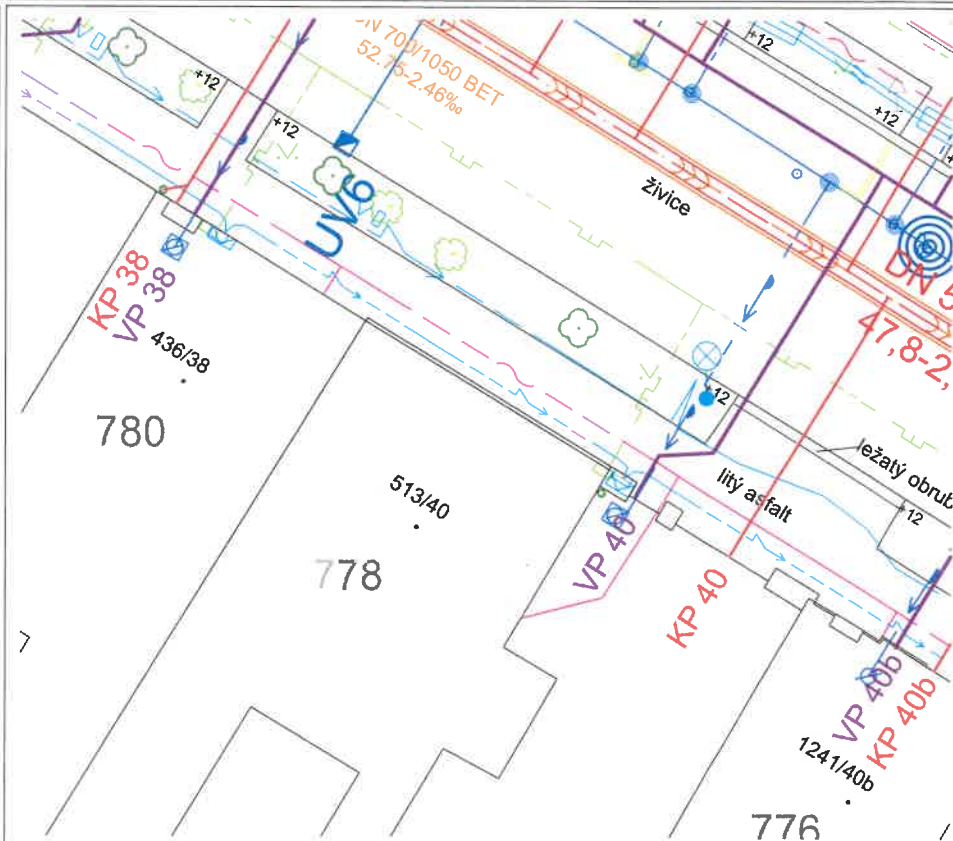 DN 700/1050 BET
52.75-2.46‰
+12
+12
+12
+12
živice
UV6
DN 5
47,8-2,
KP 38
VP 38
436/38
780
+12
ležatý obrub
litý asfalt
+12
513/40
778
VP 40
KP 40
VP 40b
KP 40b
1241/40b
776